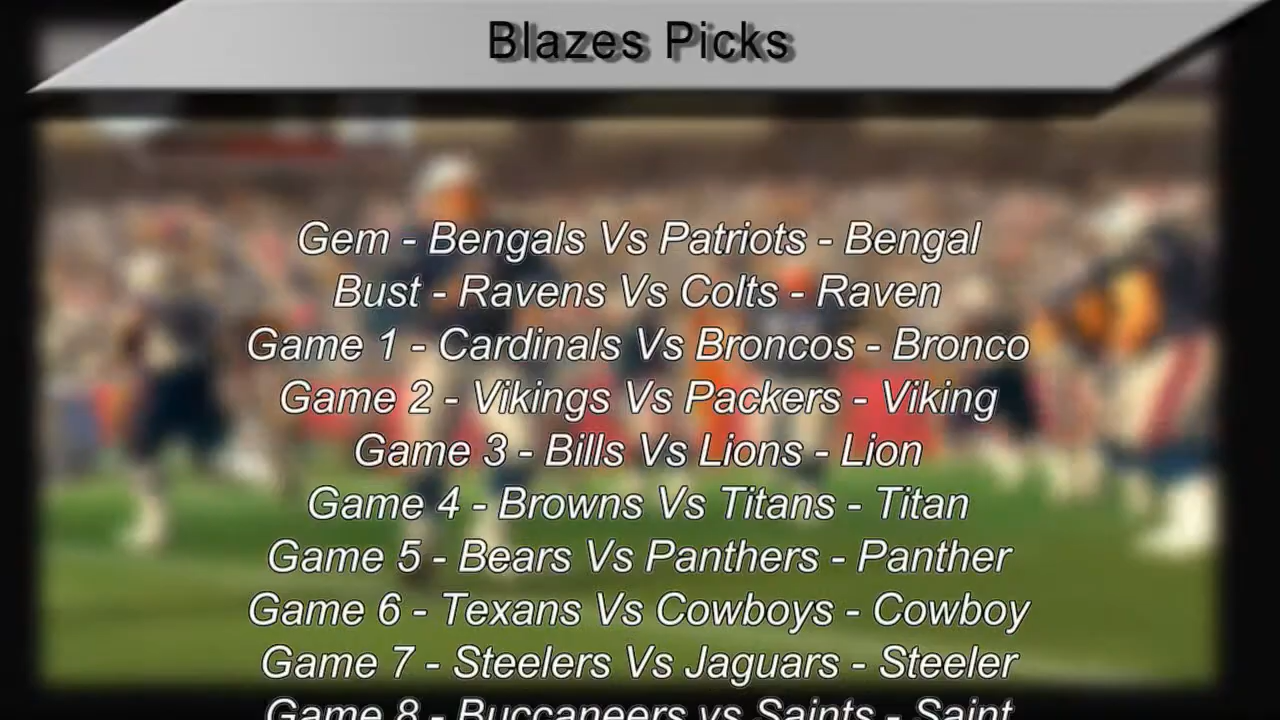 Blazes Picks
Gem - Bengals Vs Patriots - Bengal
Bust - Ravens Vs Colts - Raven
Game 1 - Cardinals Vs Broncos - Bronco
Game 2 - Vikings Vs Packers - Viking
Game 3 - Bills Vs Lions - Lion
Game 4 - Browns Vs Titans - Titan
Game 5 - Bears Vs Panthers - Panther
Game 6 - Texans Vs Cowboys - Cowboy
Game 7 - Steelers Vs Jaguars - Steeler
Game 8 - Buccaneers vs Saints - Saint